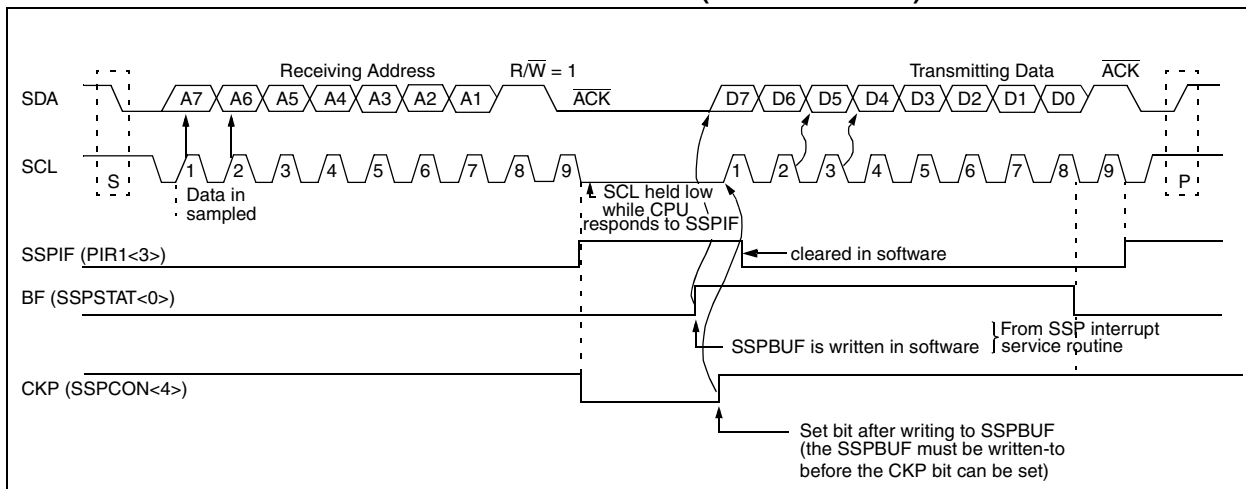 Receiving Address
R/W = 1
Transmitting Data
ACK
SDA
A7 A6 A5 A4 A3 A2 A1
ACK
D7 D6 D5 D4 D3 D2 D1 D0
SCL
S
1 2 3 4 5 6 7 8 9
1 2 3 4 5 6 7 8 9
P
Data in
sampled
SCL held low
while CPU
responds to SSPIF
SSPIF (PIR1<3>)
cleared in software
BF (SSPSTAT<0>)
SSPBUF is written in software
From SSP interrupt
service routine
CKP (SSPCON<4>)
Set bit after writing to SSPBUF
(the SSPBUF must be written-to
before the CKP bit can be set)